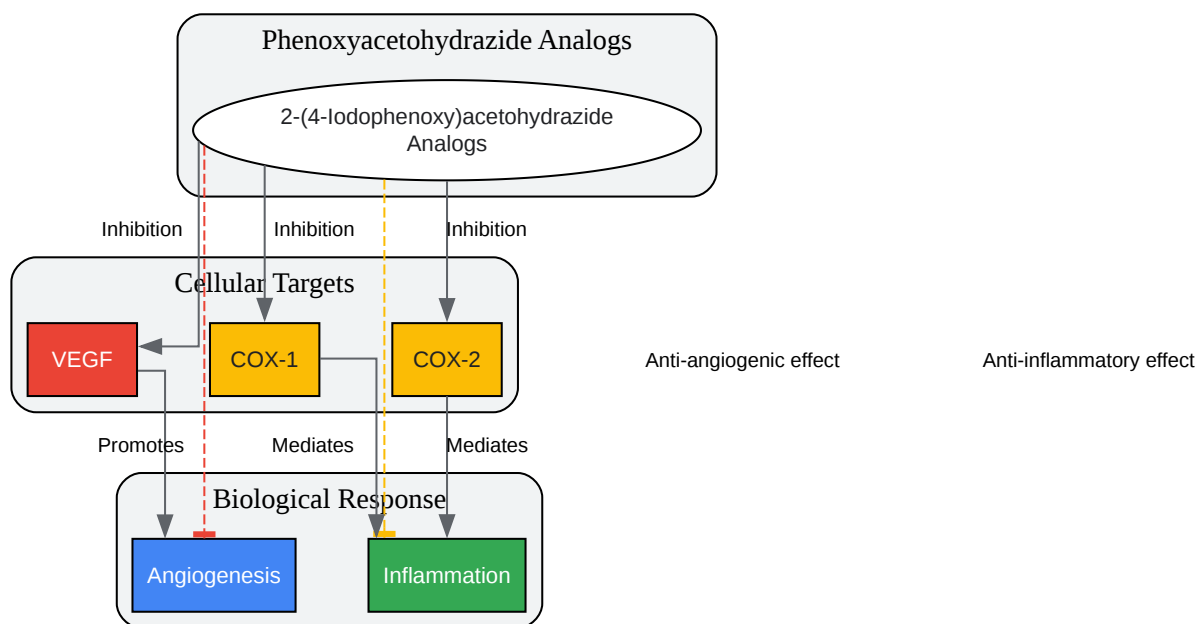 Phenoxyacetohydrazide Analogs
2-(4-Iodophenoxy)acetohydrazide
Analogs
Inhibition
Inhibition
Inhibition
Cellular Targets
VEGF
COX-1
COX-2
Anti-angiogenic effect
Anti-inflammatory effect
Promotes
Mediates
Mediates
Biological Response
Angiogenesis
Inflammation